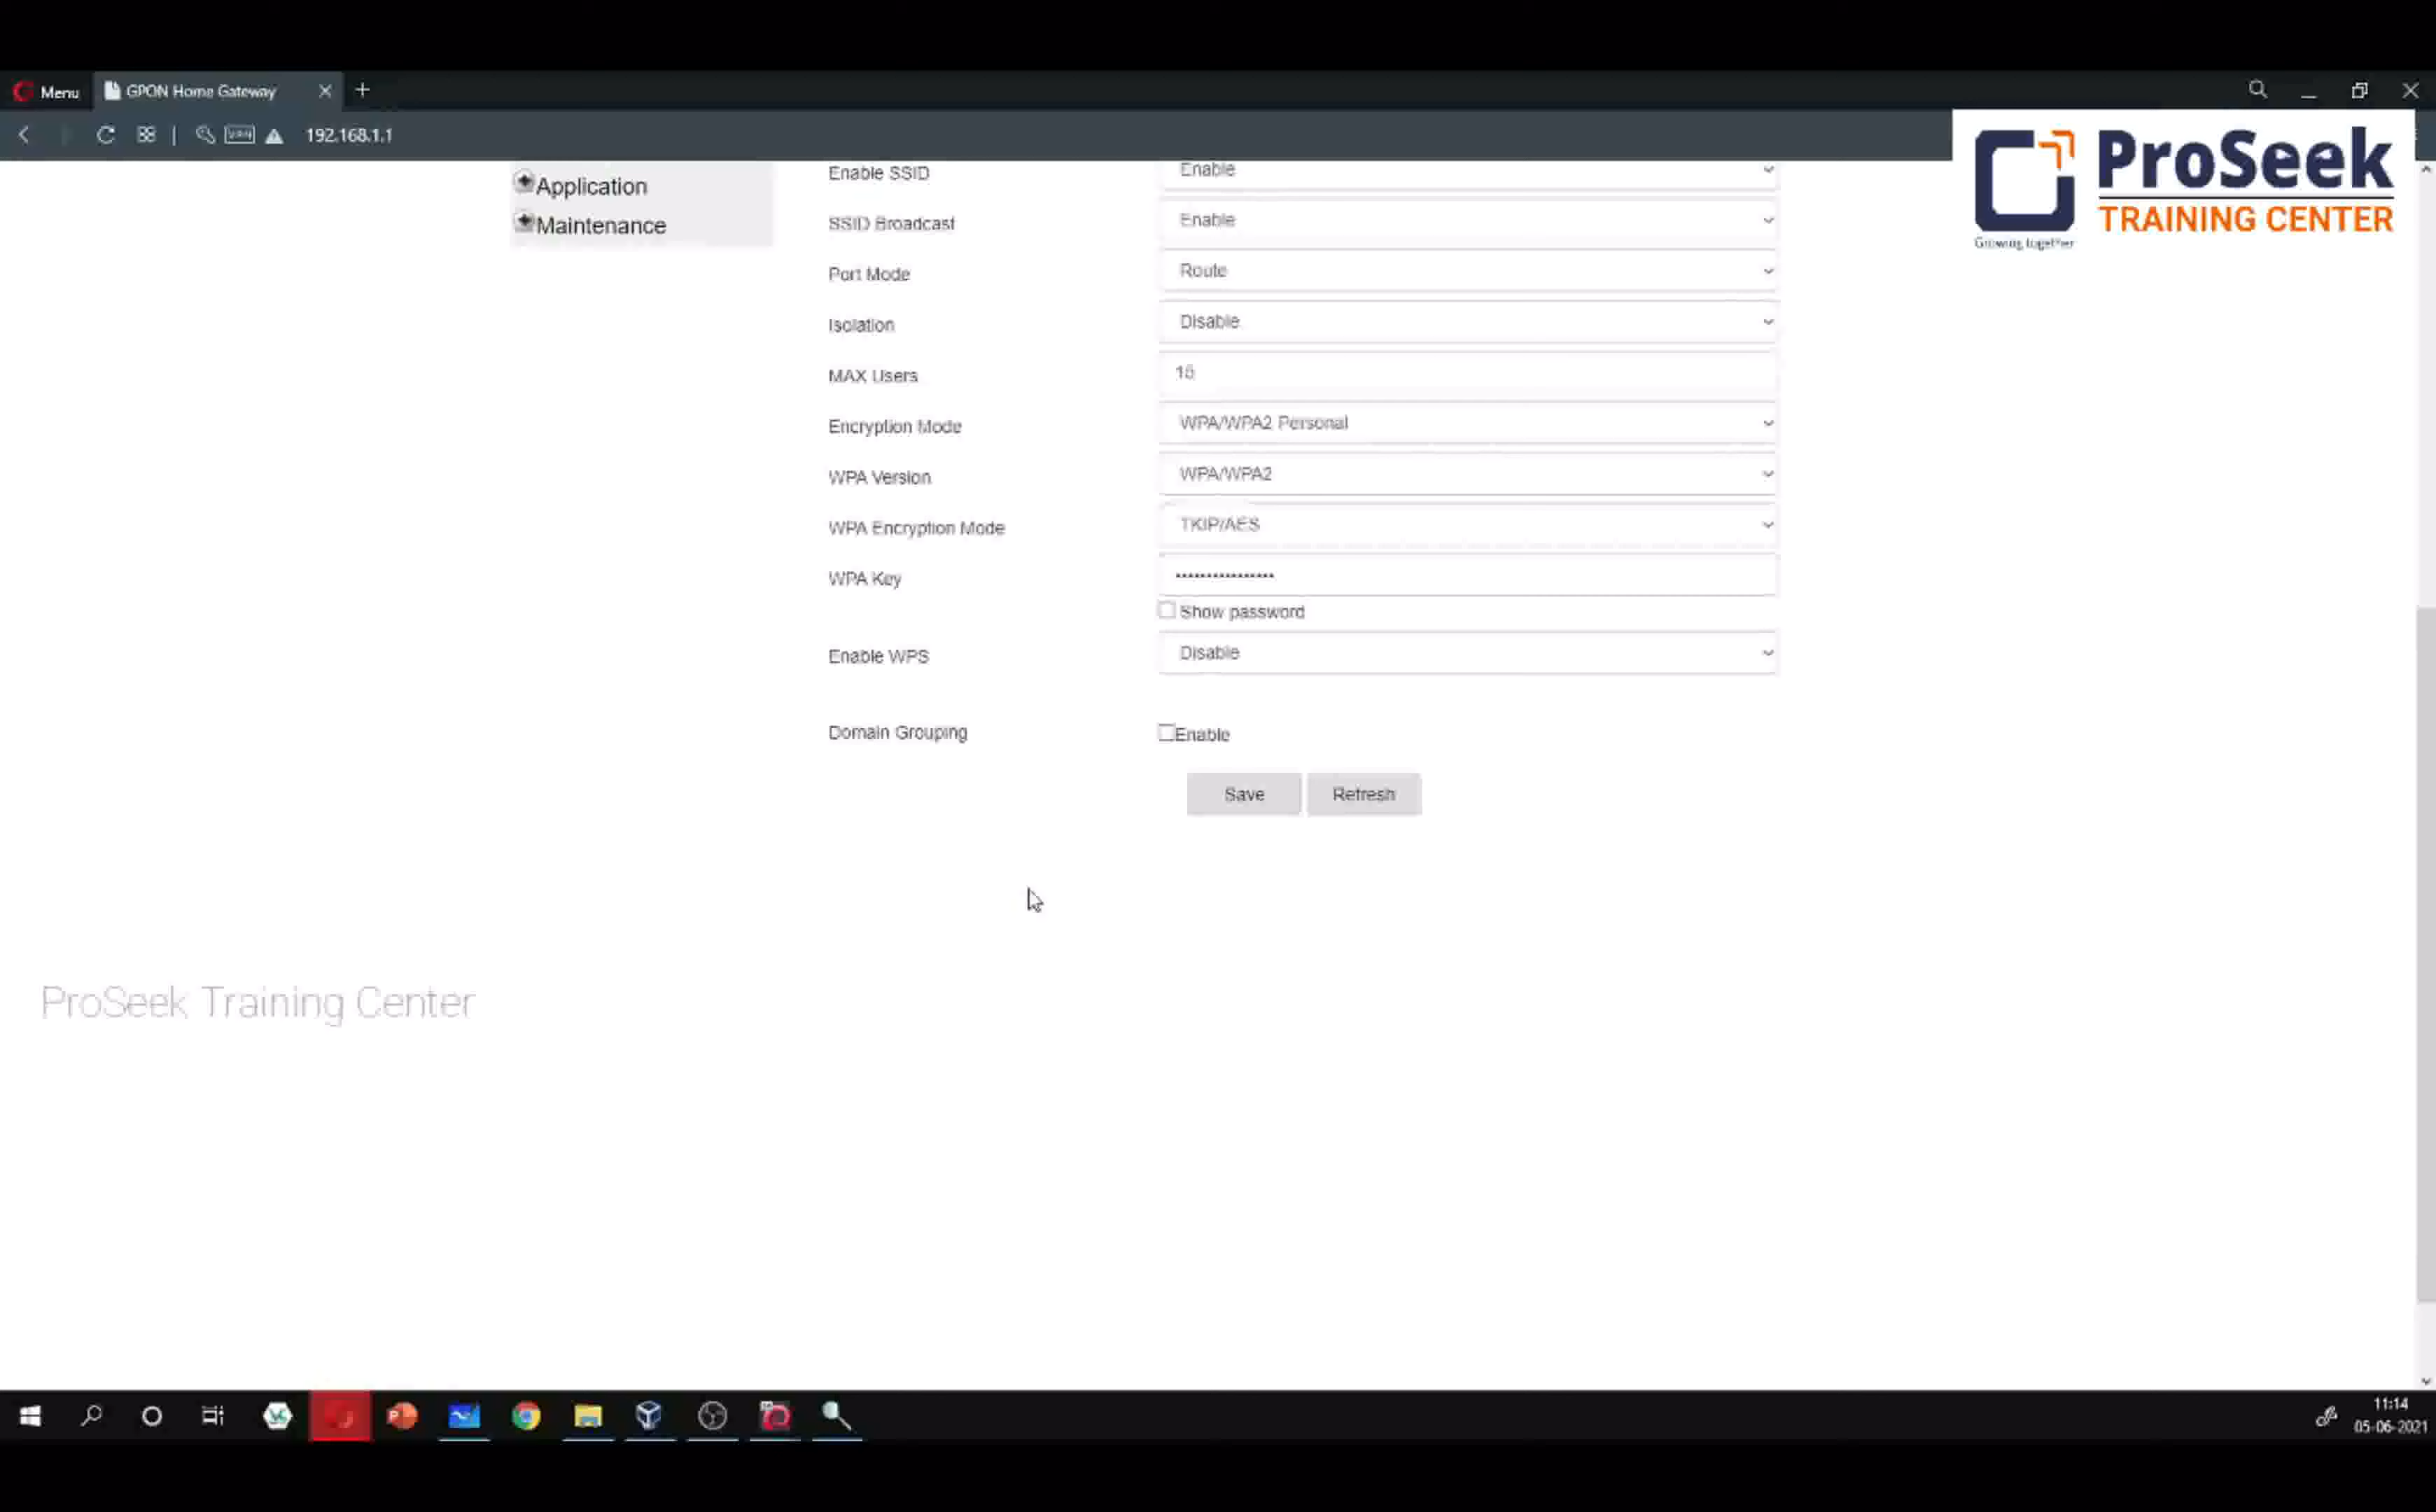 Menu
GPON Home Gateway
192.168.1.1
ProSeek
TRAINING CENTER
Growing together
Application
Maintenance
Enable SSID Enable
SSID Broadcast Enable
Port Mode Route
Isolation Disable
MAX Users
Encryption Mode WPA/WPA2 Personal
WPA Version WPA/WPA2
WPA Encryption Mode TKIP/AES
WPA Key ••••••••••••••••
Show password
Enable WPS Disable
Domain Grouping Enable
Save Refresh
ProSeek Training Center
11:14
05-06-2021